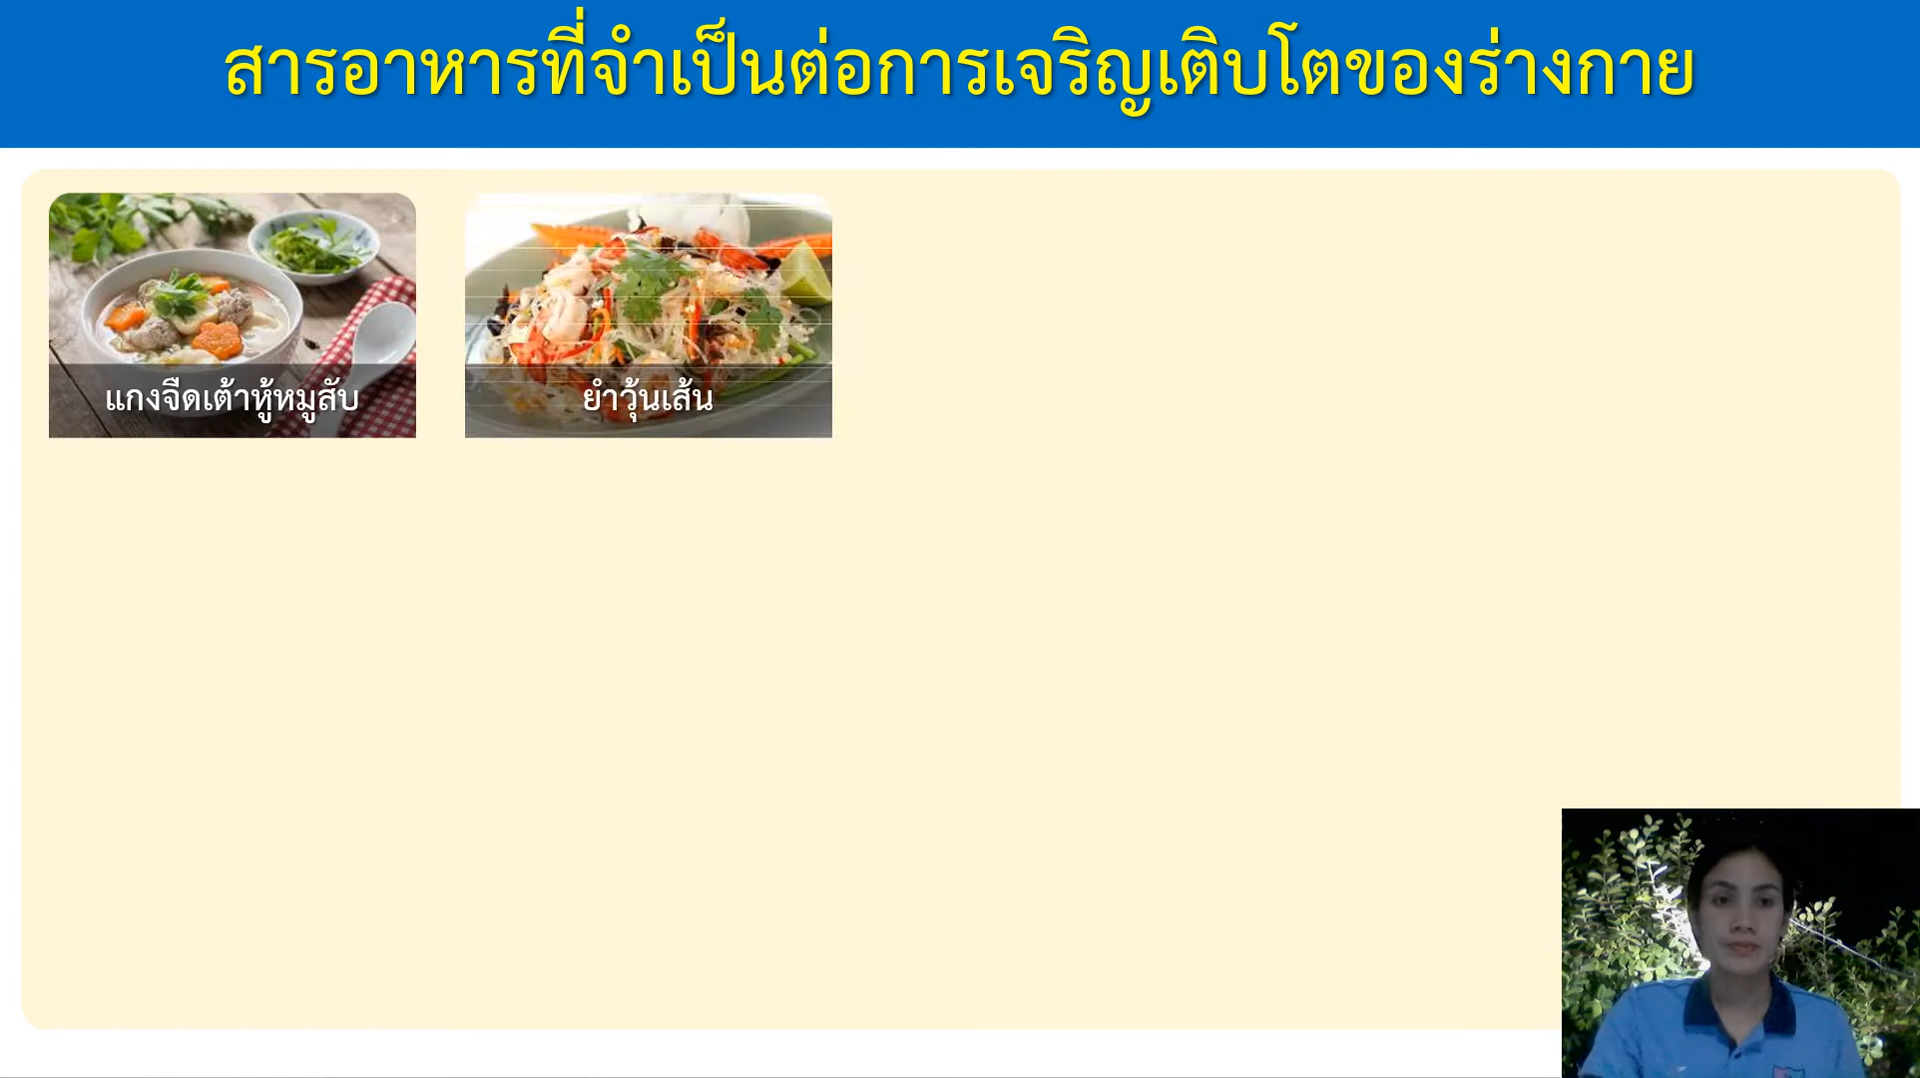 สารอาหารที่จำเป็นต่อการเจริญเติบโตของร่างกาย
แกงจืดเต้าหู้หมูสับ
ยำวุ้นเส้น